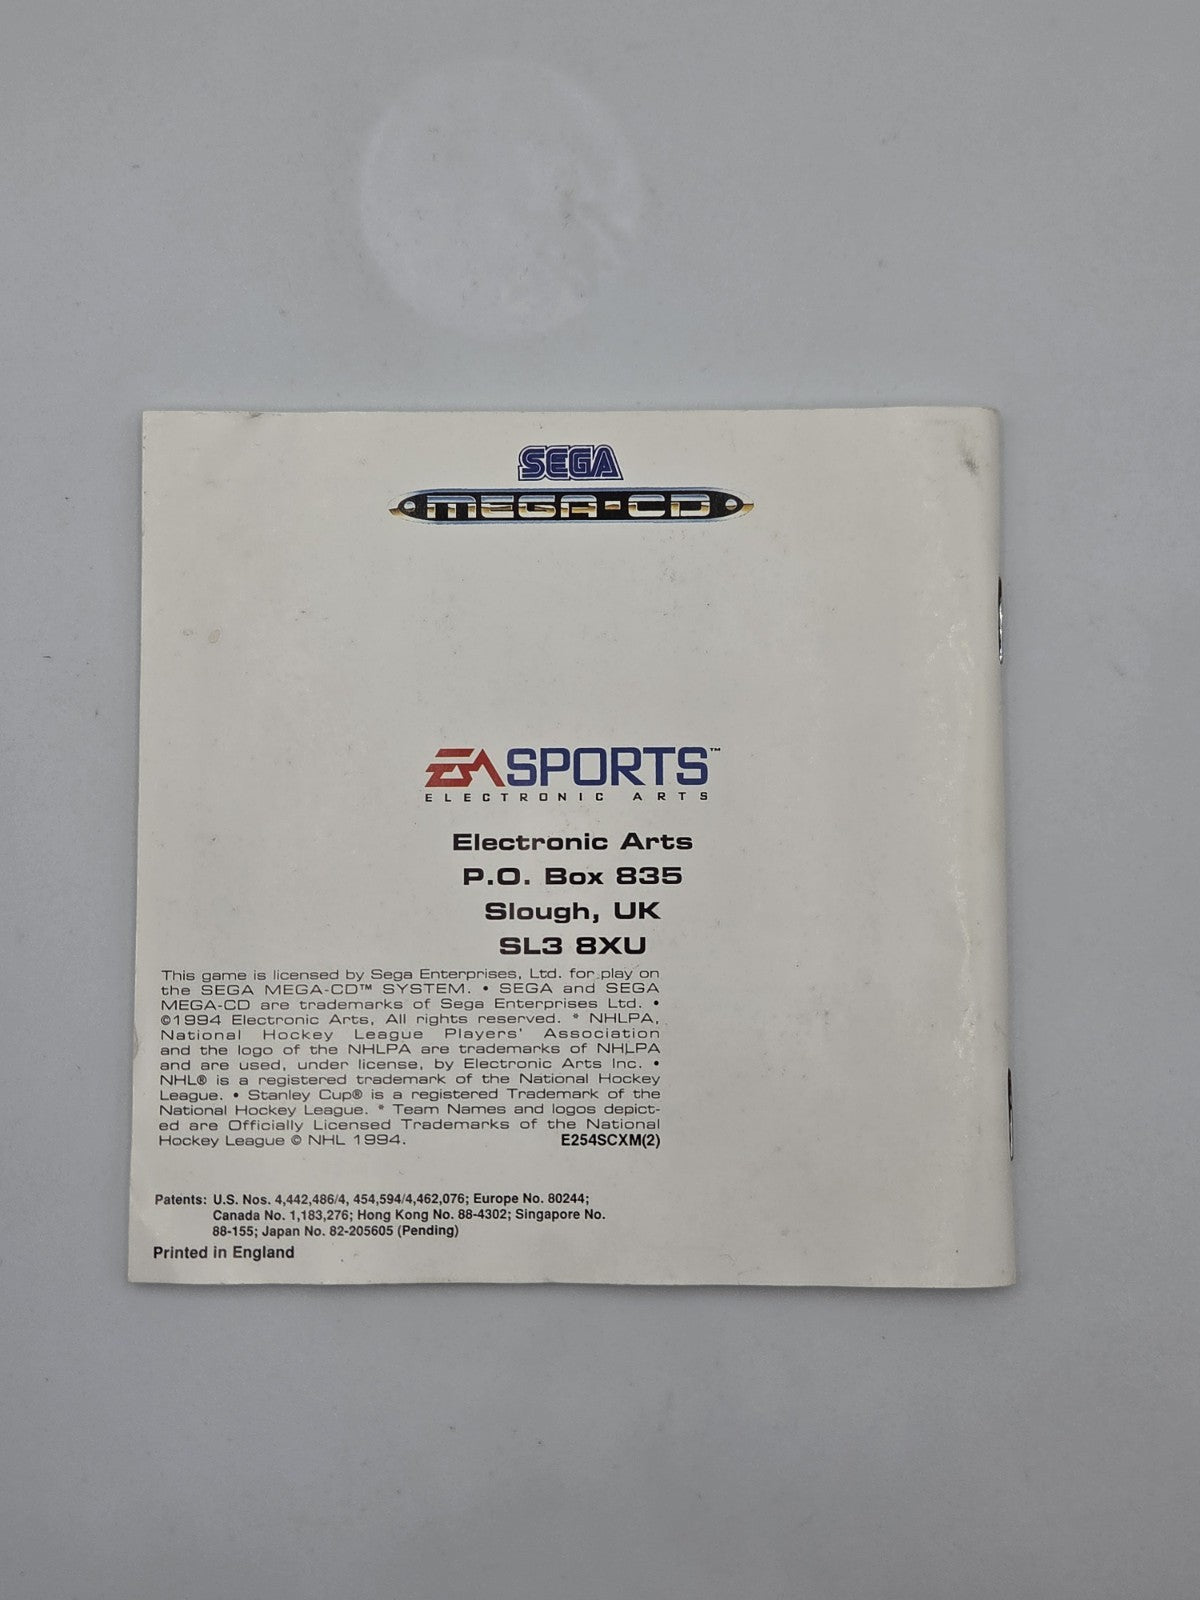 SEGA
MEGA-CD
EA SPORTS™
ELECTRONIC ARTS
Electronic Arts
P.O. Box 835
Slough, UK
SL3 8XU
This game is licensed by Sega Enterprises, Ltd. for play on
the SEGA MEGA-CD™ SYSTEM. • SEGA and SEGA
MEGA-CD are trademarks of Sega Enterprises Ltd. •
©1994 Electronic Arts, All rights reserved. * NHLPA,
National Hockey League Players' Association
and the logo of the NHLPA are trademarks of NHLPA
and are used, under license, by Electronic Arts Inc. •
NHL® is a registered trademark of the National Hockey
League. • Stanley Cup® is a registered Trademark of the
National Hockey League. * Team Names and logos depict-
ed are Officially Licensed Trademarks of the National
Hockey League © NHL 1994. E254SCXM(2)
Patents: U.S. Nos. 4,442,486/4, 454,594/4,462,076; Europe No. 80244;
Canada No. 1,183,276; Hong Kong No. 88-4302; Singapore No.
88-155; Japan No. 82-205605 (Pending)
Printed in England